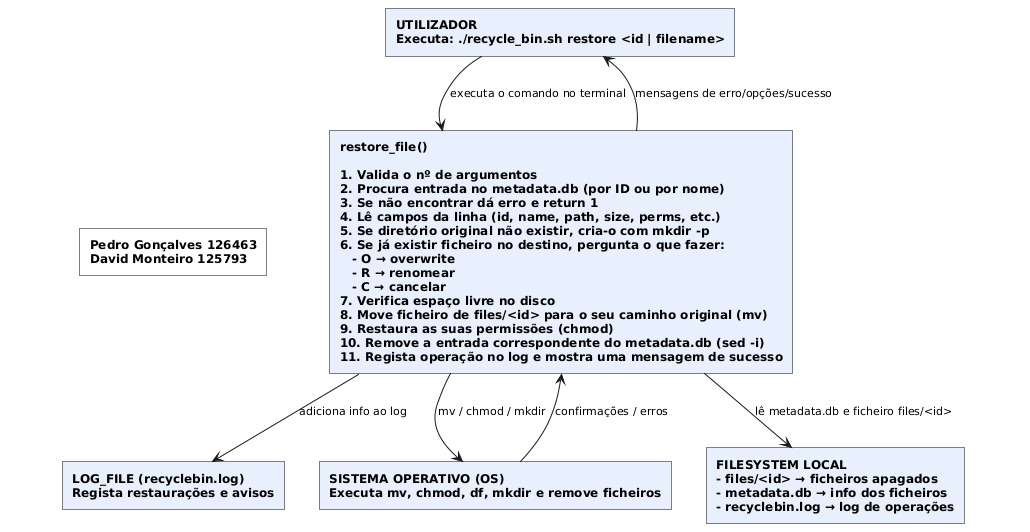 UTILIZADOR
Executa: ./recycle_bin.sh restore <id | filename>
executa o comando no terminal
mensagens de erro/opções/sucesso
restore_file()
1. Valida o nº de argumentos
2. Procura entrada no metadata.db (por ID ou por nome)
3. Se não encontrar dá erro e return 1
4. Lê campos da linha (id, name, path, size, perms, etc.)
5. Se diretório original não existir, cria-o com mkdir -p
6. Se já existir ficheiro no destino, pergunta o que fazer:
- O → overwrite
- R → renomear
- C → cancelar
7. Verifica espaço livre no disco
8. Move ficheiro de files/<id> para o seu caminho original (mv)
9. Restaura as suas permissões (chmod)
10. Remove a entrada correspondente do metadata.db (sed -i)
11. Regista operação no log e mostra uma mensagem de sucesso
Pedro Gonçalves 126463
David Monteiro 125793
adiciona info ao log
mv / chmod / mkdir
confirmações / erros
lê metadata.db e ficheiro files/<id>
LOG_FILE (recyclebin.log)
Regista restaurações e avisos
SISTEMA OPERATIVO (OS)
Executa mv, chmod, df, mkdir e remove ficheiros
FILESYSTEM LOCAL
- files/<id> → ficheiros apagados
- metadata.db → info dos ficheiros
- recyclebin.log → log de operações